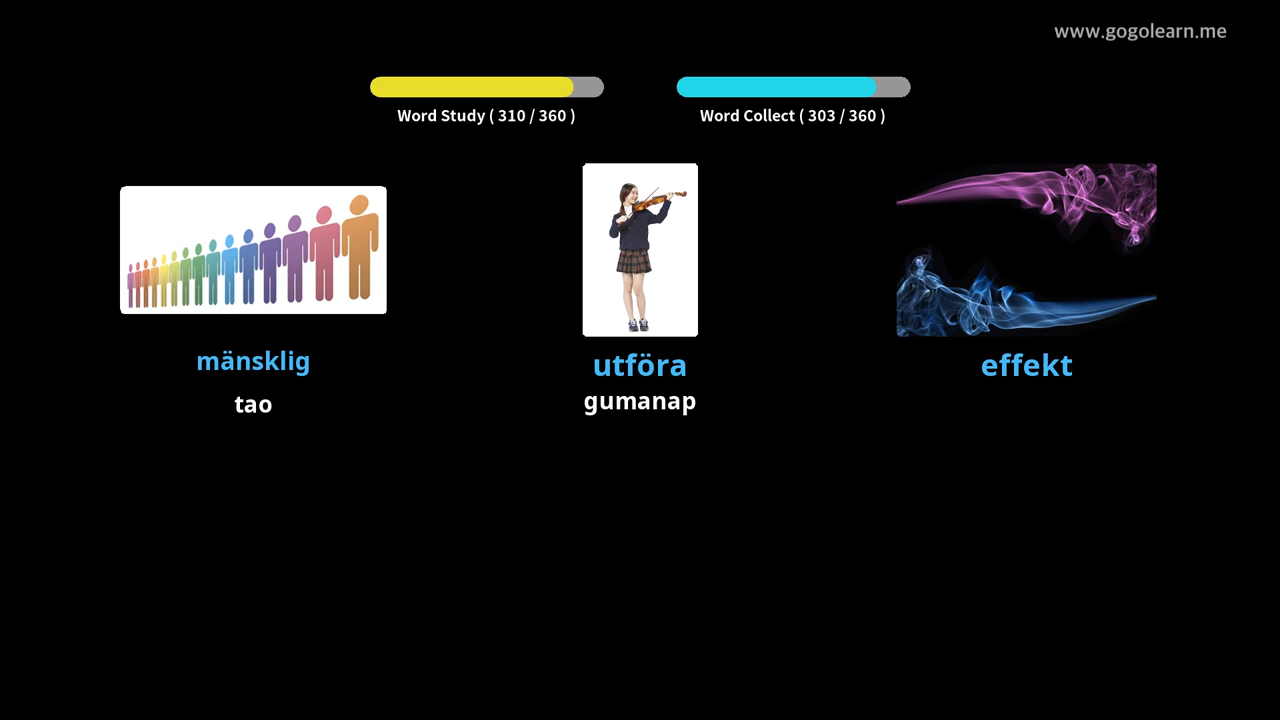 www.gogolearn.me
Word Study ( 310 / 360 )
Word Collect ( 303 / 360 )
mänsklig
utföra
effekt
tao
gumanap